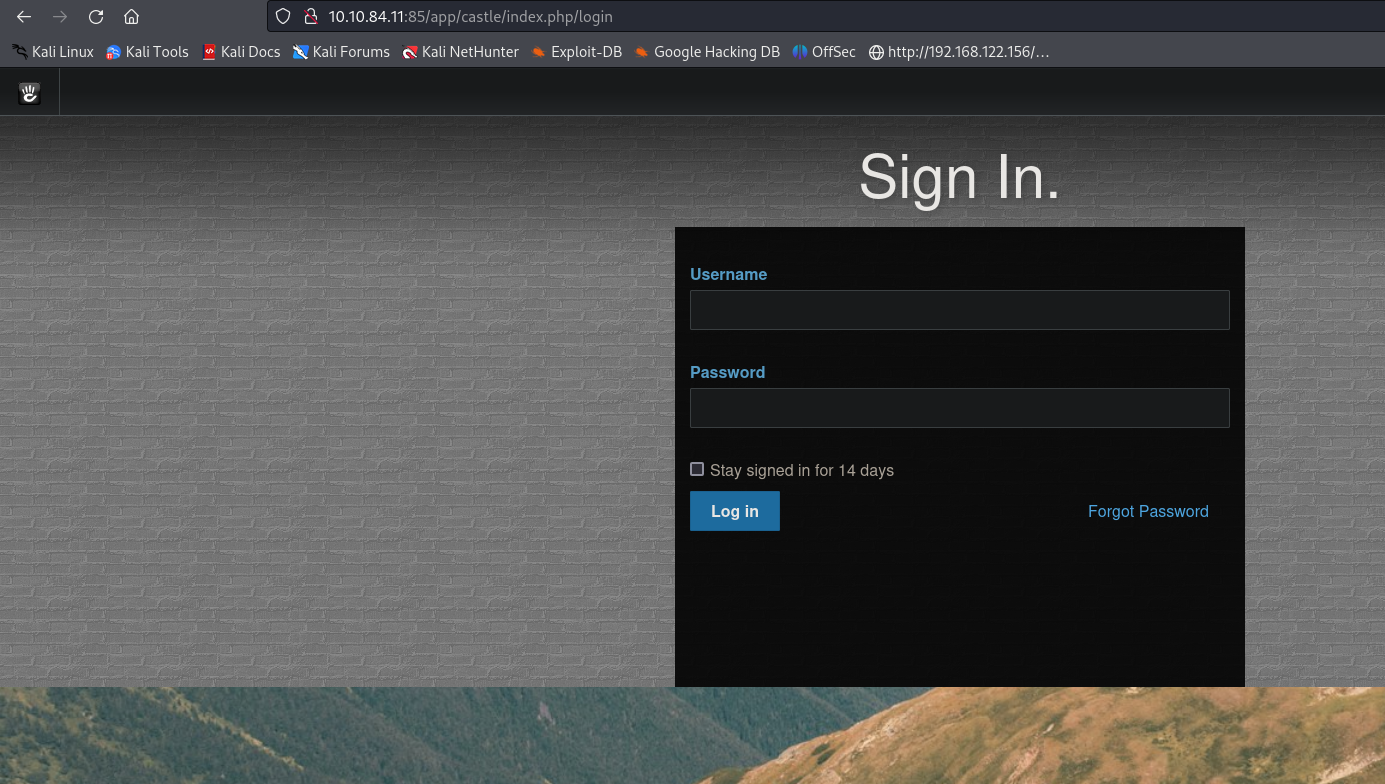 10.10.84.11:85/app/castle/index.php/login
Kali Linux Kali Tools Kali Docs Kali Forums Kali NetHunter Exploit-DB Google Hacking DB OffSec http://192.168.122.156/…
Sign In.
Username
Password
Stay signed in for 14 days
Log in Forgot Password